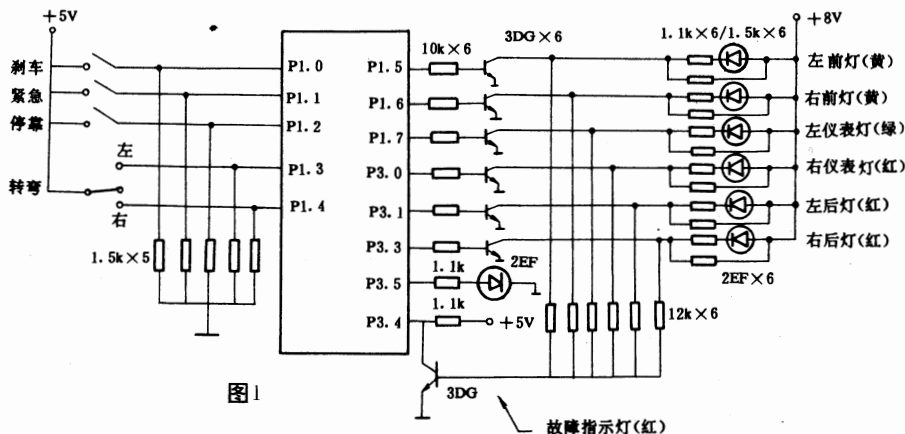 +5V
刹车
紧急
停靠
转弯
左
右
1.5k×5
P1.0
P1.1
P1.2
P1.3
P1.4
P1.5
P1.6
P1.7
P3.0
P3.1
P3.3
P3.5
P3.4
10k×6
3DG×6
1.1k×6/1.5k×6
+8V
左前灯(黄)
右前灯(黄)
左仪表灯(绿)
右仪表灯(红)
左后灯(红)
右后灯(红)
2EF×6
1.1k
2EF
1.1k
+5V
12k×6
3DG
图1
故障指示灯(红)